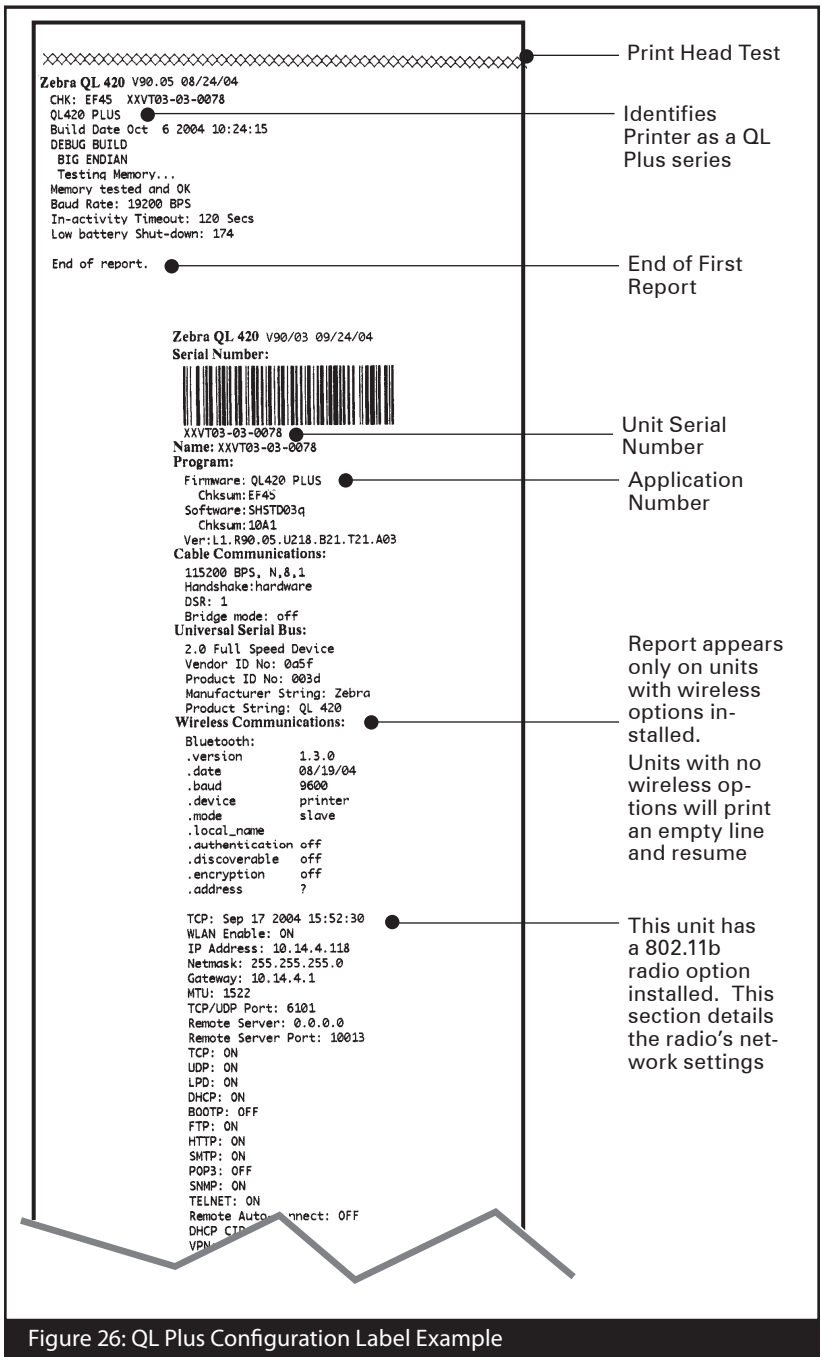 Print Head Test
Zebra QL 420 V90.05 08/24/04
CHK: EF45 XXVT03-03-0078
QL420 PLUS
Identifies
Printer as a QL
Plus series
Build Date Oct 6 2004 10:24:15
DEBUG BUILD
BIG ENDIAN
Testing Memory...
Memory tested and OK
Baud Rate: 19200 BPS
In-activity Timeout: 120 Secs
Low battery Shut-down: 174
End of report.
End of First
Report
Zebra QL 420 V90/03 09/24/04
Serial Number:
XXVT03-03-0078
Unit Serial
Number
Name: XXVT03-03-0078
Program:
Firmware: QL420 PLUS
Application
Number
Chksum:EF45
Software:SHSTD03q
Chksum:10A1
Ver:L1.R90.05.U218.B21.T21.A03
Cable Communications:
115200 BPS, N,8,1
Handshake:hardware
DSR: 1
Bridge mode: off
Universal Serial Bus:
2.0 Full Speed Device
Vendor ID No: 0a5f
Product ID No: 003d
Manufacturer String: Zebra
Product String: QL 420
Wireless Communications:
Report appears
only on units
with wireless
options in-
stalled.
Units with no
wireless op-
tions will print
an empty line
and resume
Bluetooth:
.version 1.3.0
.date 08/19/04
.baud 9600
.device printer
.mode slave
.local_name
.authentication off
.discoverable off
.encryption off
.address ?
TCP: Sep 17 2004 15:52:30
This unit has
a 802.11b
radio option
installed. This
section details
the radio's net-
work settings
WLAN Enable: ON
IP Address: 10.14.4.118
Netmask: 255.255.255.0
Gateway: 10.14.4.1
MTU: 1522
TCP/UDP Port: 6101
Remote Server: 0.0.0.0
Remote Server Port: 10013
TCP: ON
UDP: ON
LPD: ON
DHCP: ON
BOOTP: OFF
FTP: ON
HTTP: ON
SMTP: ON
POP3: OFF
SNMP: ON
TELNET: ON
Remote Auto- nnect: OFF
DHCP
VPN
Figure 26: QL Plus Configuration Label Example